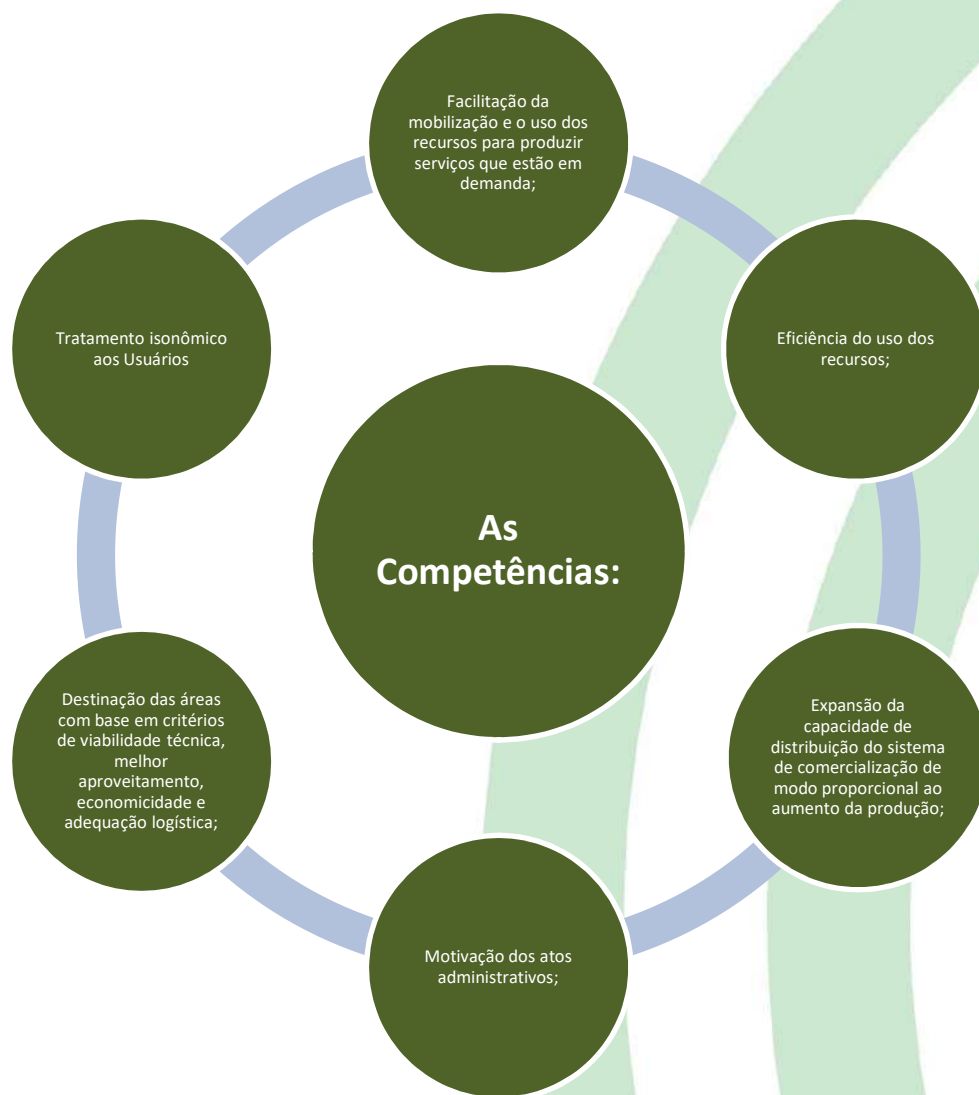 Facilitação da
mobilização e o uso dos
recursos para produzir
serviços que estão em
demanda;
Tratamento isonômico
aos Usuários
Eficiência do uso dos
recursos;
As
Competências:
Destinação das áreas
com base em critérios
de viabilidade técnica,
melhor
aproveitamento,
economicidade e
adequação logística;
Expansão da
capacidade de
distribuição do sistema
de comercialização de
modo proporcional ao
aumento da produção;
Motivação dos atos
administrativos;